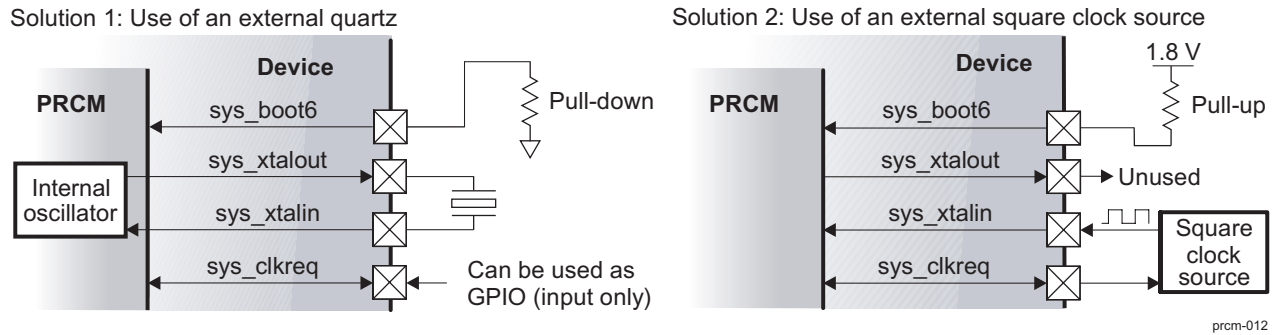 Solution 1: Use of an external quartz
Device
PRCM
sys_boot6
Pull-down
sys_xtalout
Internal
oscillator
sys_xtalin
sys_clkreq
Can be used as
GPIO (input only)
Solution 2: Use of an external square clock source
1.8 V
Device
PRCM
sys_boot6
Pull-up
sys_xtalout
Unused
sys_xtalin
Square
clock
source
sys_clkreq
prcm-012